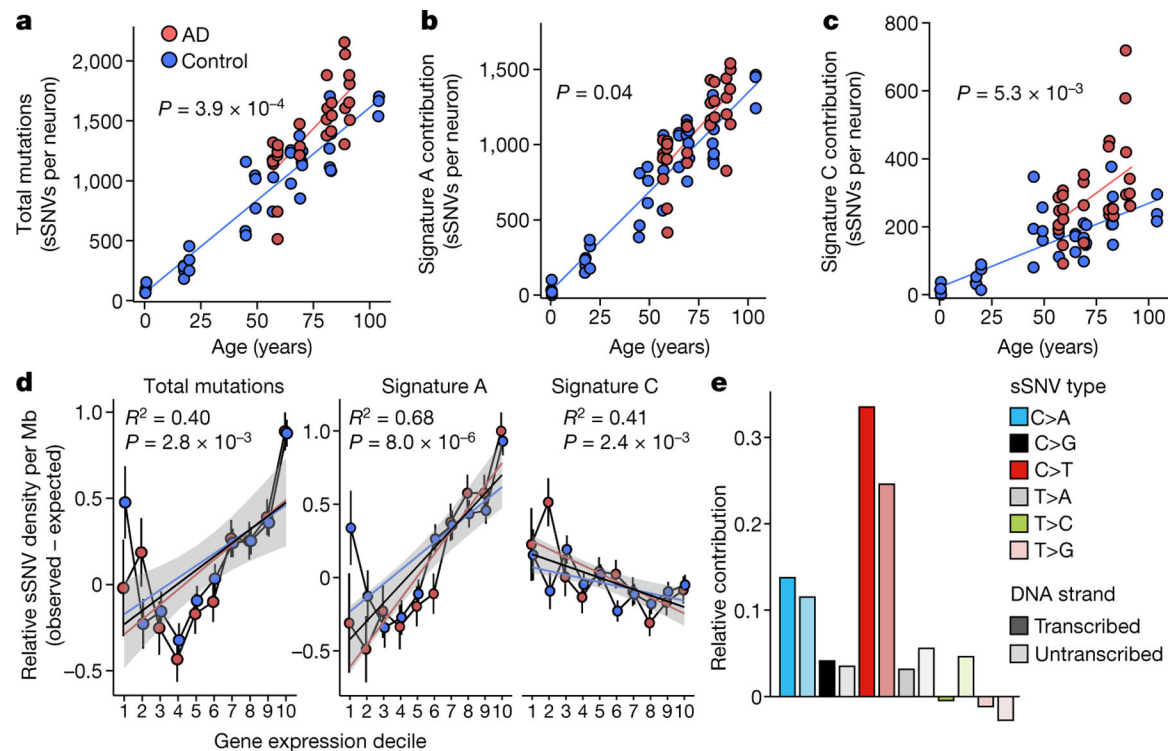 a
AD
Control
P = 3.9 × 10⁻⁴
Total mutations
(sSNVs per neuron)
2,000
1,500
1,000
500
0
0 25 50 75 100
Age (years)
b
P = 0.04
Signature A contribution
(sSNVs per neuron)
1,500
1,000
500
0
0 25 50 75 100
Age (years)
c
P = 5.3 × 10⁻³
Signature C contribution
(sSNVs per neuron)
800
600
400
200
0
0 25 50 75 100
Age (years)
d
Relative sSNV density per Mb
(observed – expected)
Total mutations
R² = 0.40
P = 2.8 × 10⁻³
1.0
0.5
0
−0.5
1 2 3 4 5 6 7 8 9 10
Signature A
R² = 0.68
P = 8.0 × 10⁻⁶
1.0
0.5
0
−0.5
1 2 3 4 5 6 7 8 9 10
Signature C
R² = 0.41
P = 2.4 × 10⁻³
1 2 3 4 5 6 7 8 9 10
Gene expression decile
e
Relative contribution
0.3
0.2
0.1
0
sSNV type
C>A
C>G
C>T
T>A
T>C
T>G
DNA strand
Transcribed
Untranscribed